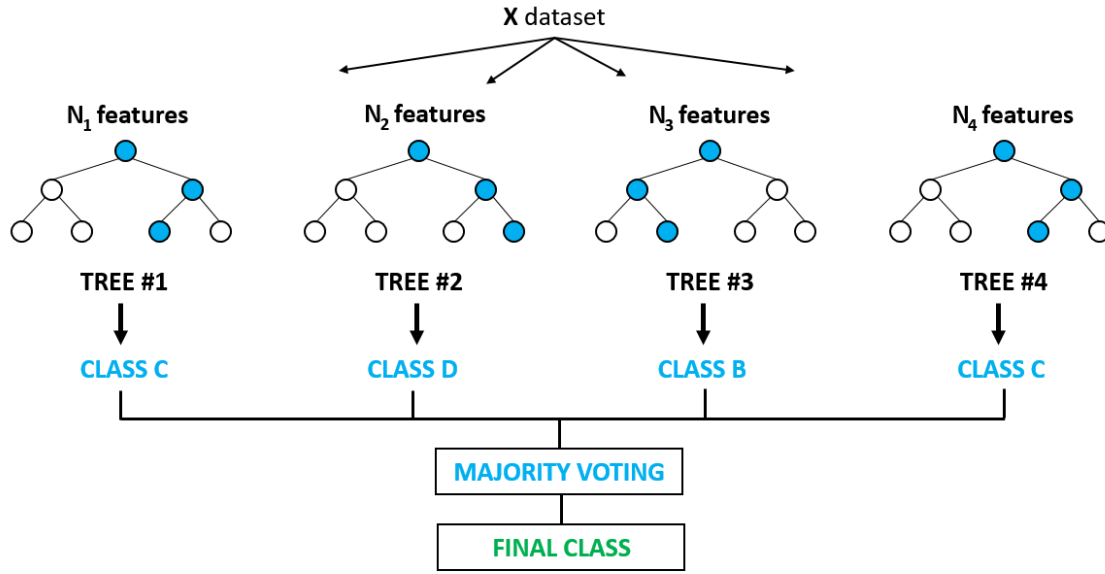 X dataset
N₁ features
N₂ features
N₃ features
N₄ features
TREE #1
TREE #2
TREE #3
TREE #4
CLASS C
CLASS D
CLASS B
CLASS C
MAJORITY VOTING
FINAL CLASS